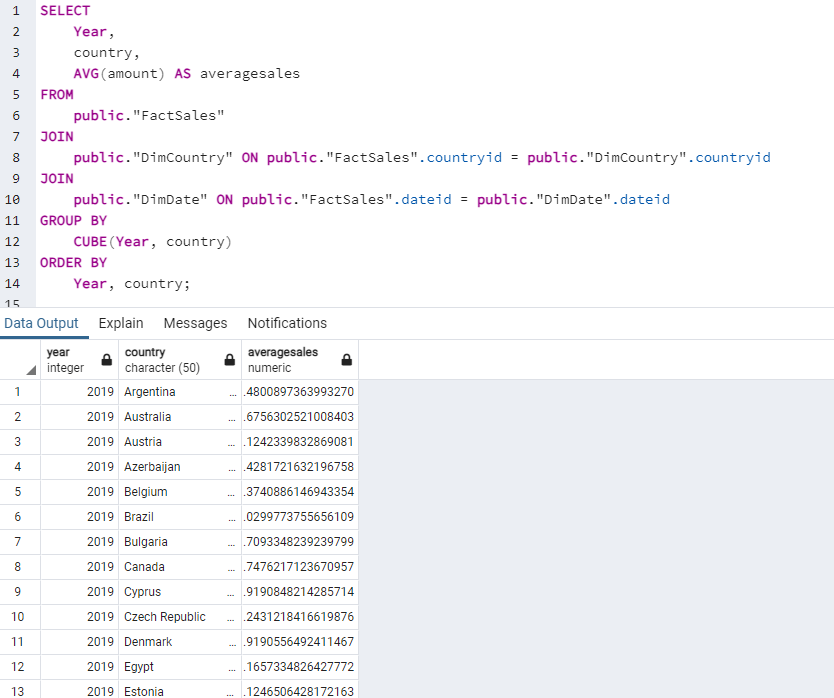 1 SELECT
2 Year,
3 country,
4 AVG(amount) AS averagesales
5 FROM
6 public."FactSales"
7 JOIN
8 public."DimCountry" ON public."FactSales".countryid = public."DimCountry".countryid
9 JOIN
10 public."DimDate" ON public."FactSales".dateid = public."DimDate".dateid
11 GROUP BY
12 CUBE(Year, country)
13 ORDER BY
14 Year, country;
15
Data Output Explain Messages Notifications
year country averagesales
integer character (50) numeric
1 2019 Argentina ... .4800897363993270
2 2019 Australia ... .6756302521008403
3 2019 Austria ... .1242339832869081
4 2019 Azerbaijan ... .4281721632196758
5 2019 Belgium ... .3740886146943354
6 2019 Brazil ... .0299773755656109
7 2019 Bulgaria ... .7093348239239799
8 2019 Canada ... .7476217123670957
9 2019 Cyprus ... .9190848214285714
10 2019 Czech Republic ... .2431218416619876
11 2019 Denmark ... .9190556492411467
12 2019 Egypt ... .1657334826427772
13 2019 Estonia ... .1246506428172163